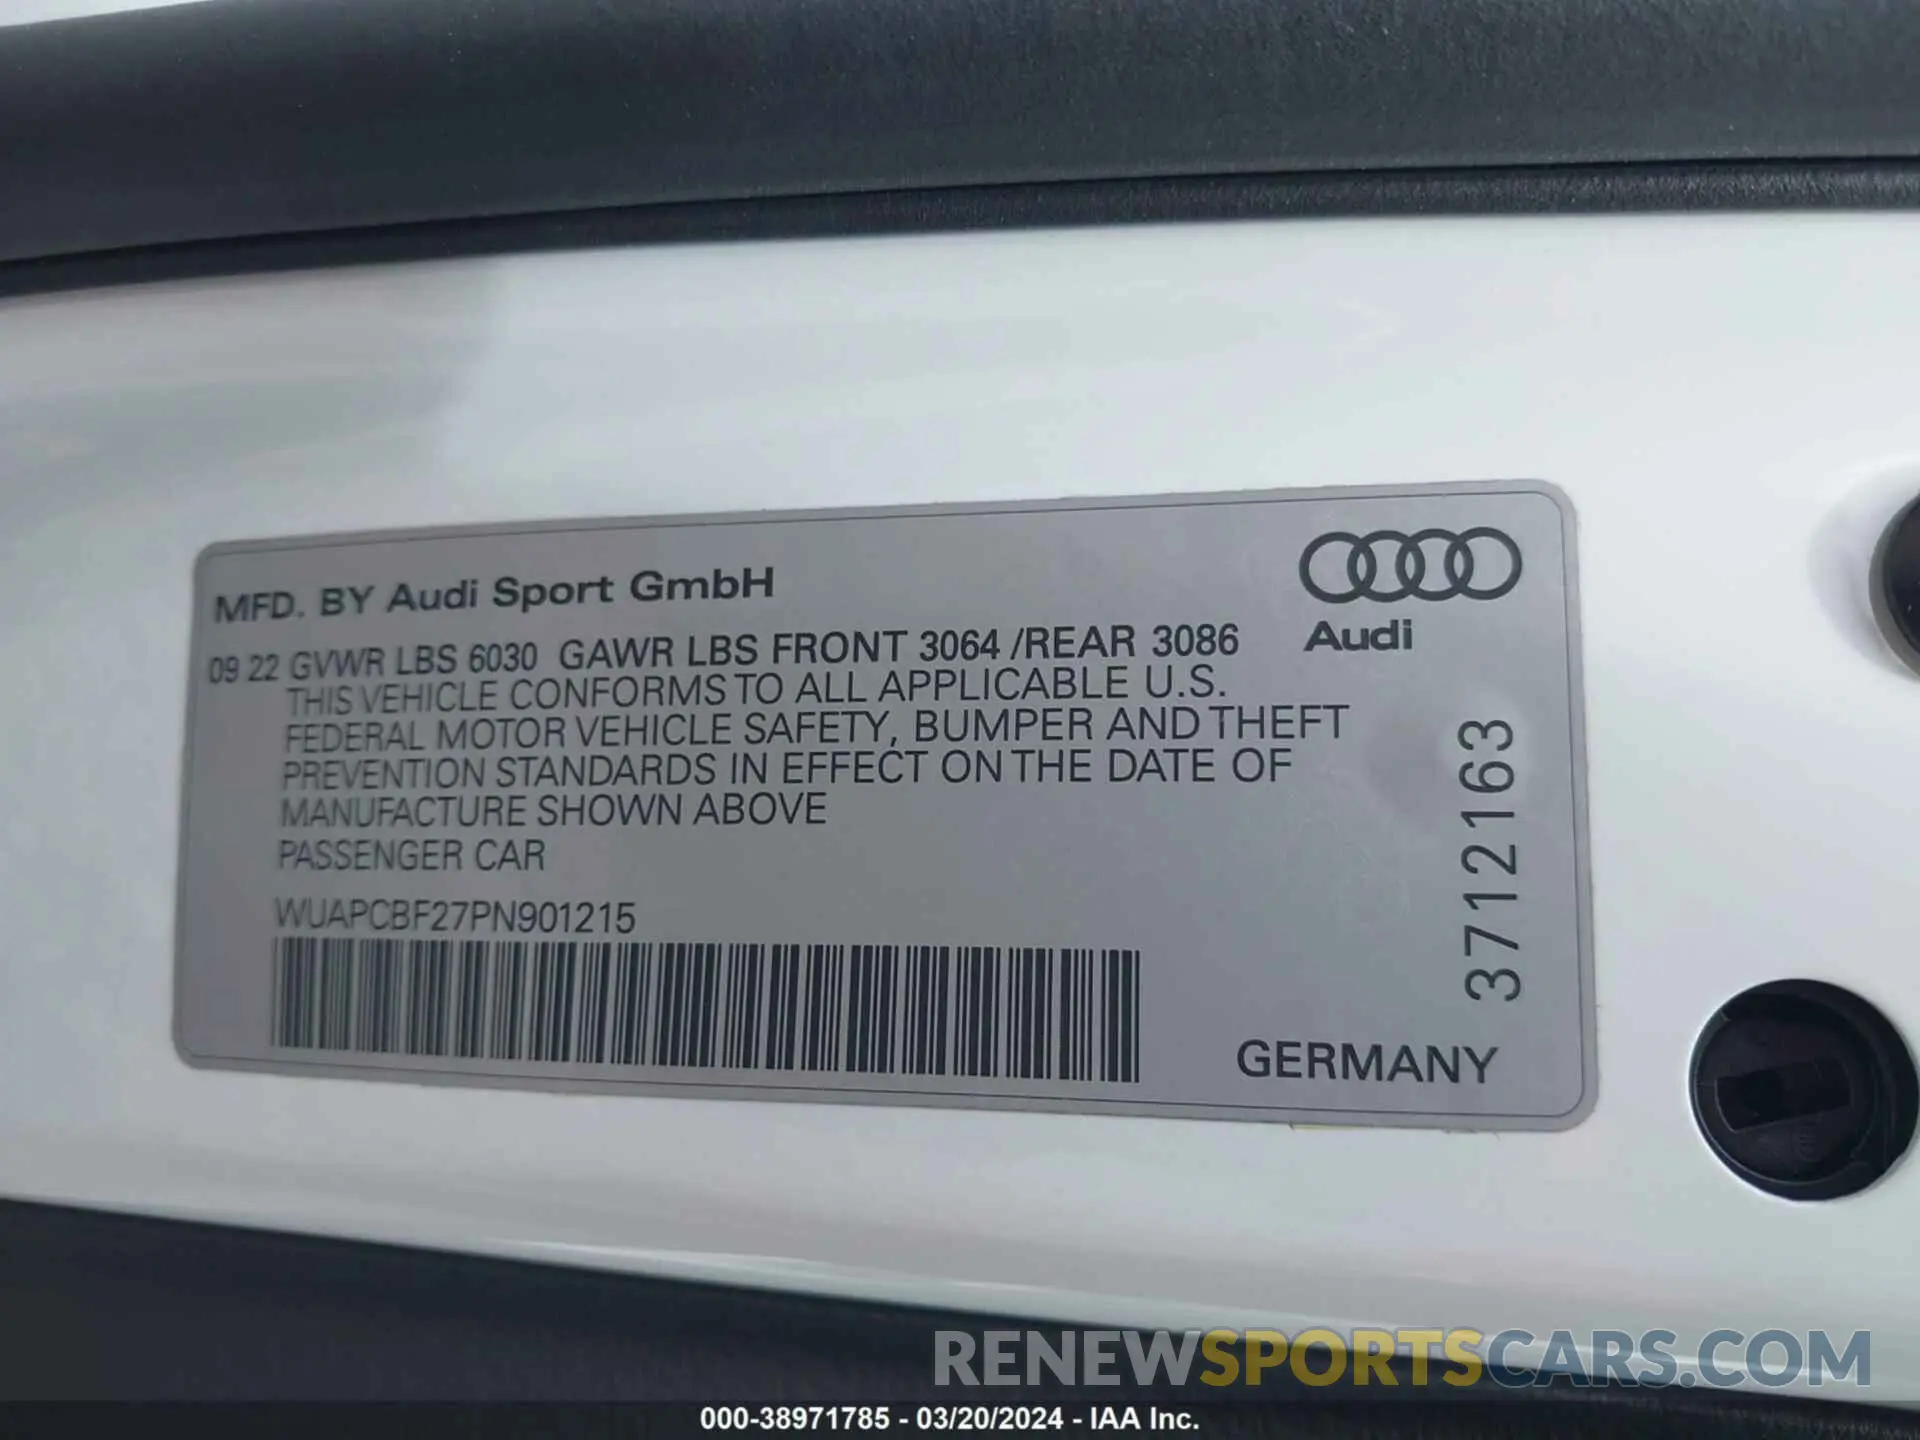 MFD. BY Audi Sport GmbH
09 22 GVWR LBS 6030 GAWR LBS FRONT 3064 /REAR 3086
THIS VEHICLE CONFORMS TO ALL APPLICABLE U.S.
FEDERAL MOTOR VEHICLE SAFETY, BUMPER AND THEFT
PREVENTION STANDARDS IN EFFECT ON THE DATE OF
MANUFACTURE SHOWN ABOVE
PASSENGER CAR
WUAPCBF27PN901215
Audi
3712163
GERMANY
RENEWSPORTSCARS.COM
000-38971785 - 03/20/2024 - IAA Inc.